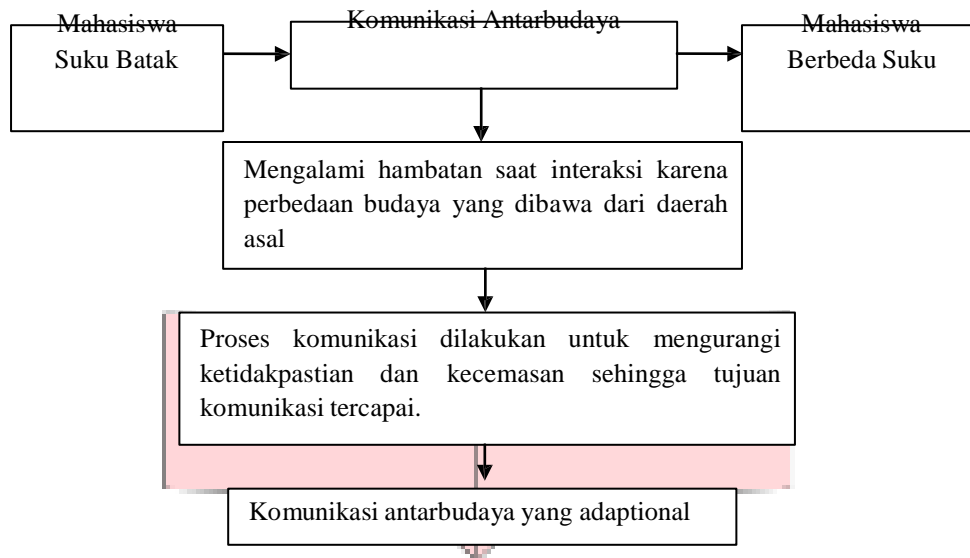 Mahasiswa
Suku Batak
Komunikasi Antarbudaya
Mahasiswa
Berbeda Suku
Mengalami hambatan saat interaksi karena
perbedaan budaya yang dibawa dari daerah
asal
Proses komunikasi dilakukan untuk mengurangi
ketidakpastian dan kecemasan sehingga tujuan
komunikasi tercapai.
Komunikasi antarbudaya yang adaptional